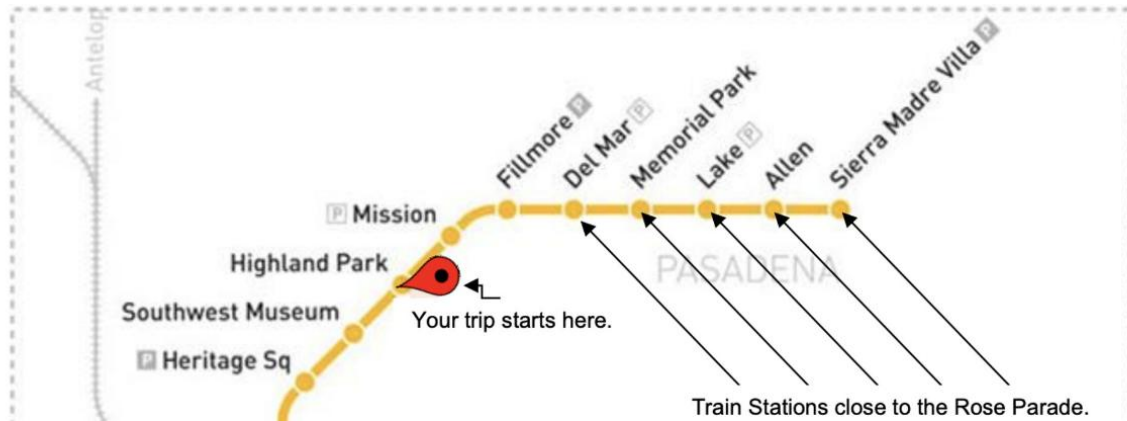 Antelop
Fillmore P
Del Mar P
Memorial Park
Lake P
Allen
Sierra Madre Villa P
P Mission
Highland Park
PASADENA
Southwest Museum
Your trip starts here.
P Heritage Sq
Train Stations close to the Rose Parade.